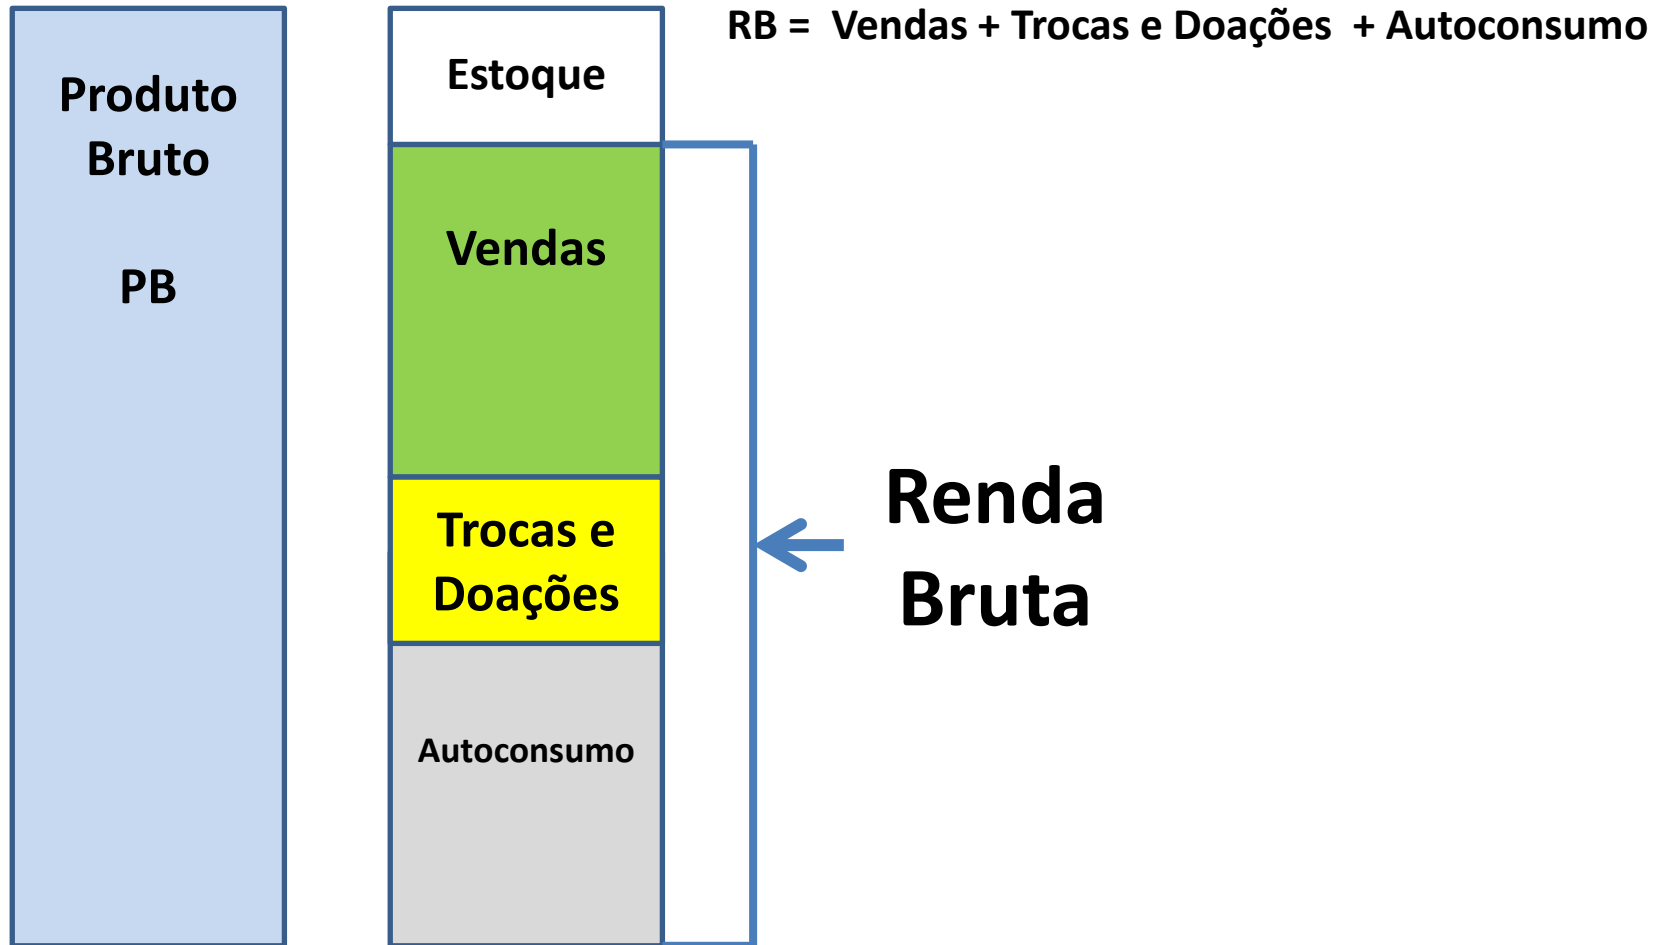 RB = Vendas + Trocas e Doações + Autoconsumo
Produto
Bruto
PB
Estoque
Vendas
Trocas e
Doações
Autoconsumo
Renda
Bruta